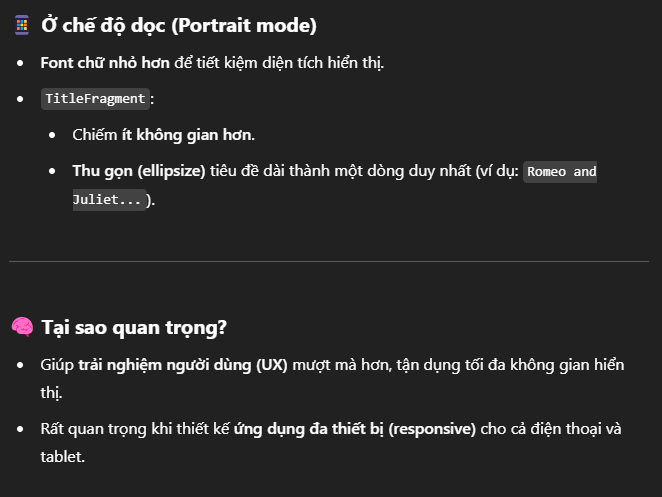 Ở chế độ dọc (Portrait mode)
Font chữ nhỏ hơn để tiết kiệm diện tích hiển thị.
TitleFragment:
Chiếm ít không gian hơn.
Thu gọn (ellipsize) tiêu đề dài thành một dòng duy nhất (ví dụ: Romeo and
Juliet...).
Tại sao quan trọng?
Giúp trải nghiệm người dùng (UX) mượt mà hơn, tận dụng tối đa không gian hiển
thị.
Rất quan trọng khi thiết kế ứng dụng đa thiết bị (responsive) cho cả điện thoại và
tablet.